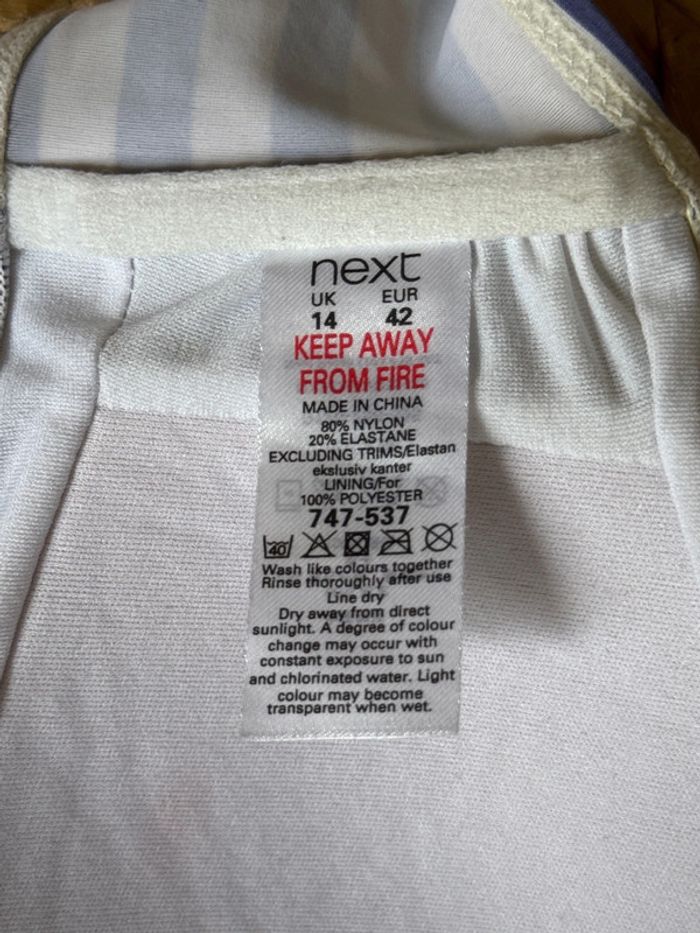 next
UK EUR
14 42
KEEP AWAY
FROM FIRE
MADE IN CHINA
80% NYLON
20% ELASTANE
EXCLUDING TRIMS/Elastan
ekslusiv kanter
LINING/For
100% POLYESTER
747-537
40
Wash like colours together
Rinse thoroughly after use
Line dry
Dry away from direct
sunlight. A degree of colour
change may occur with
constant exposure to sun
and chlorinated water. Light
colour may become
transparent when wet.